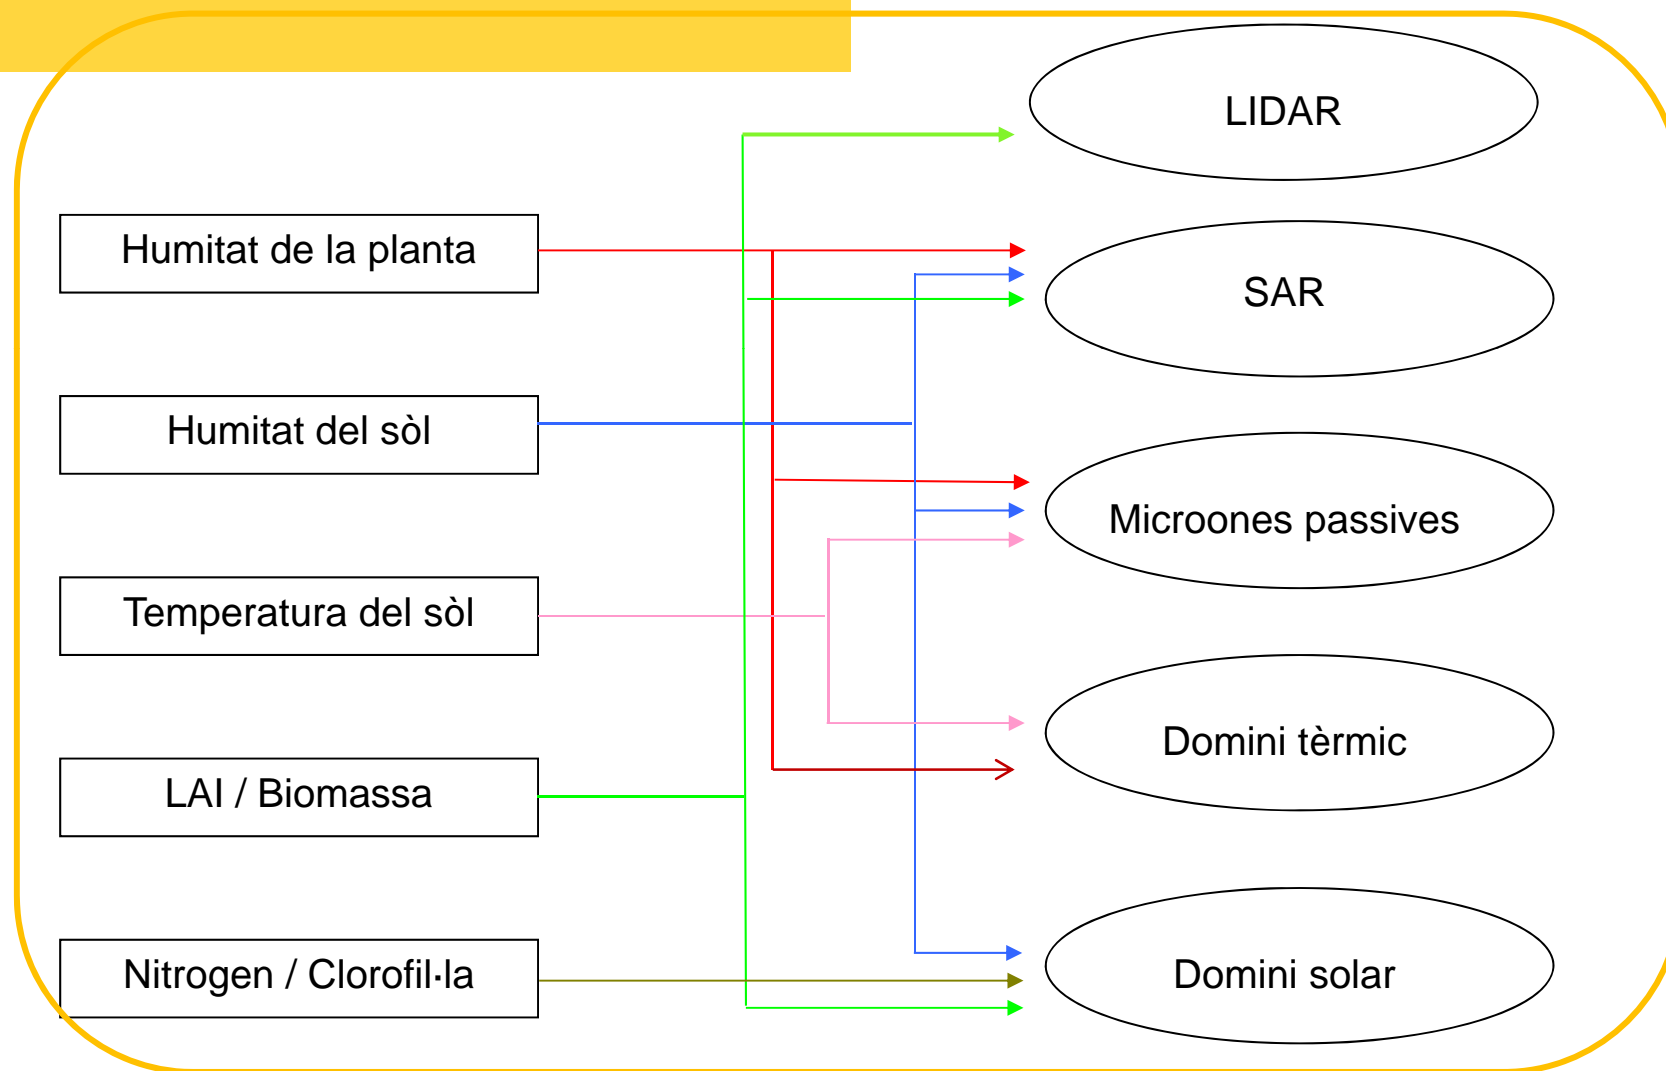 LIDAR
Humitat de la planta
SAR
Humitat del sòl
Microones passives
Temperatura del sòl
Domini tèrmic
LAI / Biomassa
Nitrogen / Clorofil·la
Domini solar